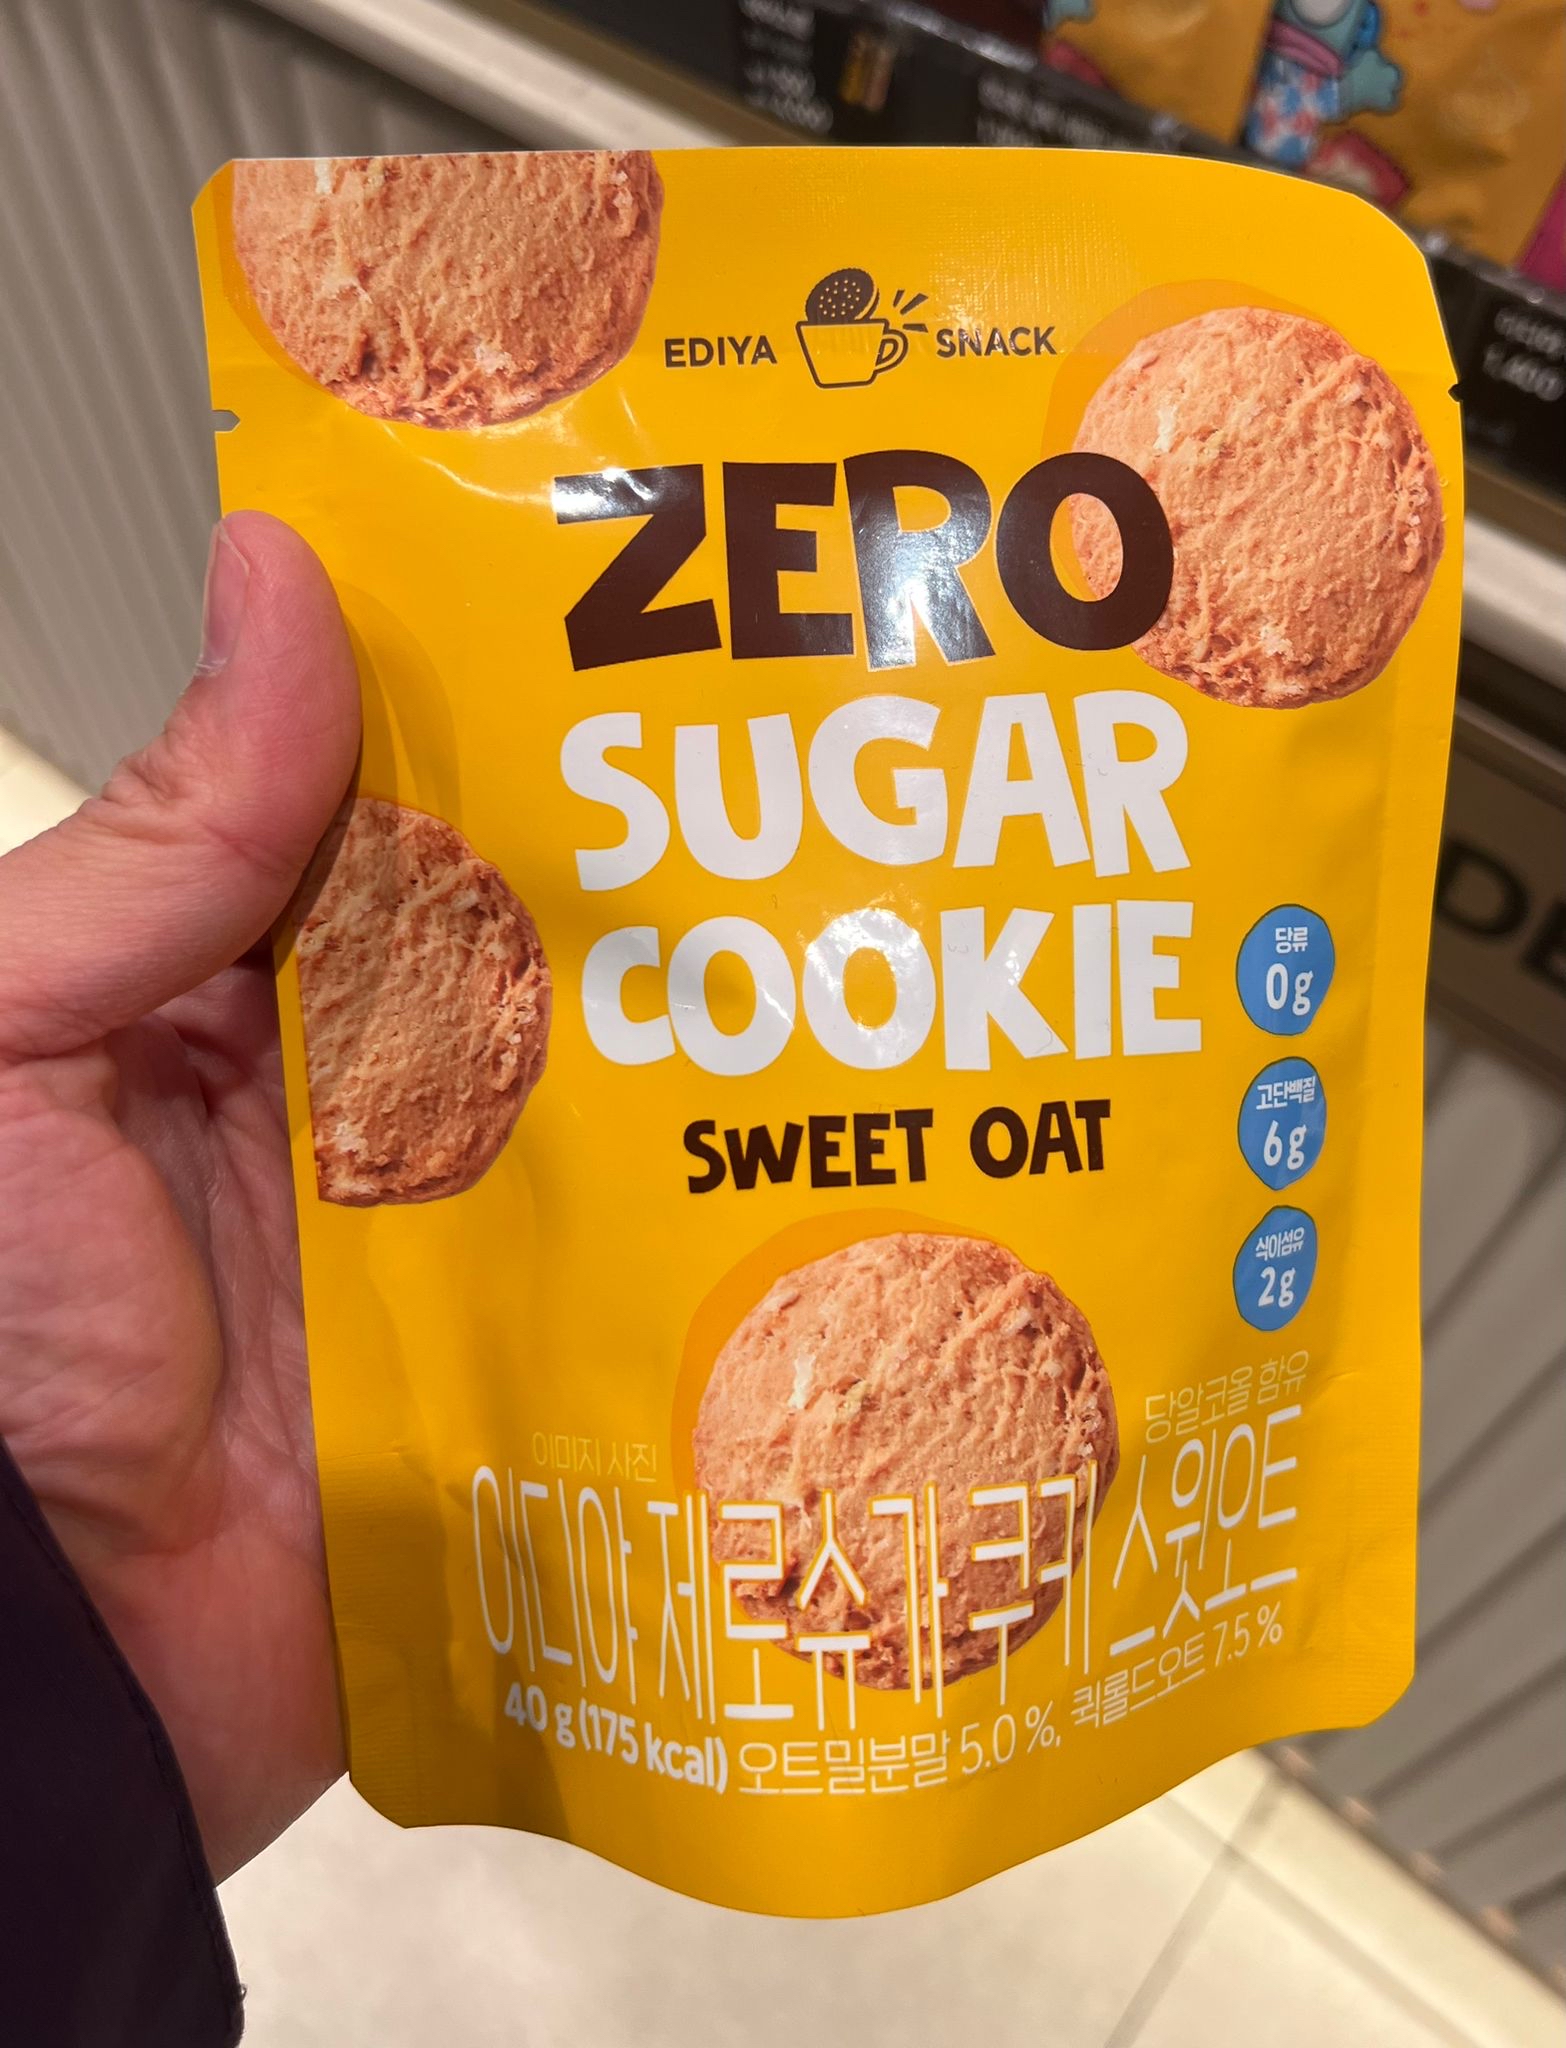 EDIYA SNACK
ZERO
SUGAR
COOKIE
SWEET OAT
당류
0g
고단백질
6g
식이섬유
2g
당알코올 함유
이미지 사진
이디야 제로슈가 쿠키 스윗오트
40 g (175 kcal) 오트밀분말 5.0 %, 퀵롤드오트 7.5 %
1,400